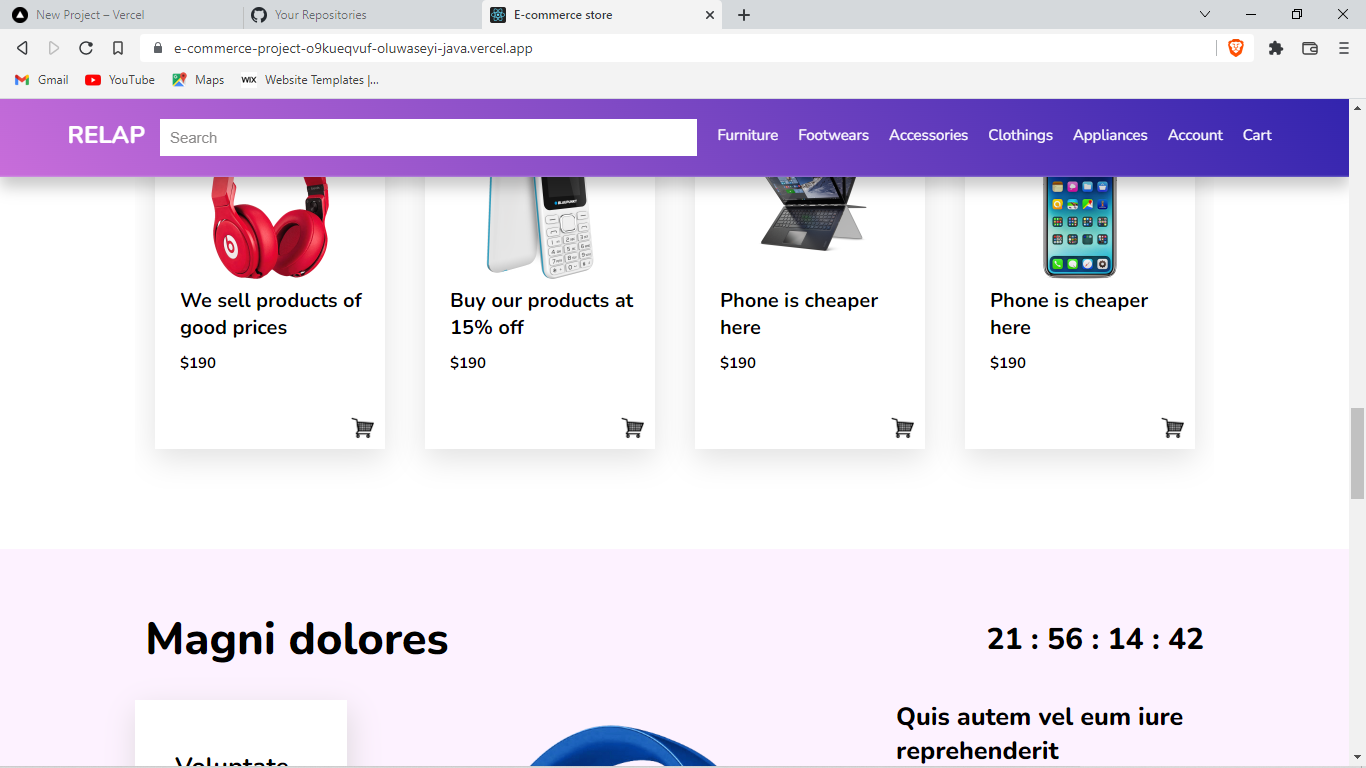 New Project – Vercel
Your Repositories
E-commerce store
e-commerce-project-o9kueqvuf-oluwaseyi-java.vercel.app
Gmail
YouTube
Maps
WIX
Website Templates |...
RELAP
Search
Furniture
Footwears
Accessories
Clothings
Appliances
Account
Cart
We sell products of
good prices
$190
Buy our products at
15% off
$190
Phone is cheaper
here
$190
Phone is cheaper
here
$190
Magni dolores
21 : 56 : 14 : 42
Voluptate
Quis autem vel eum iure
reprehenderit